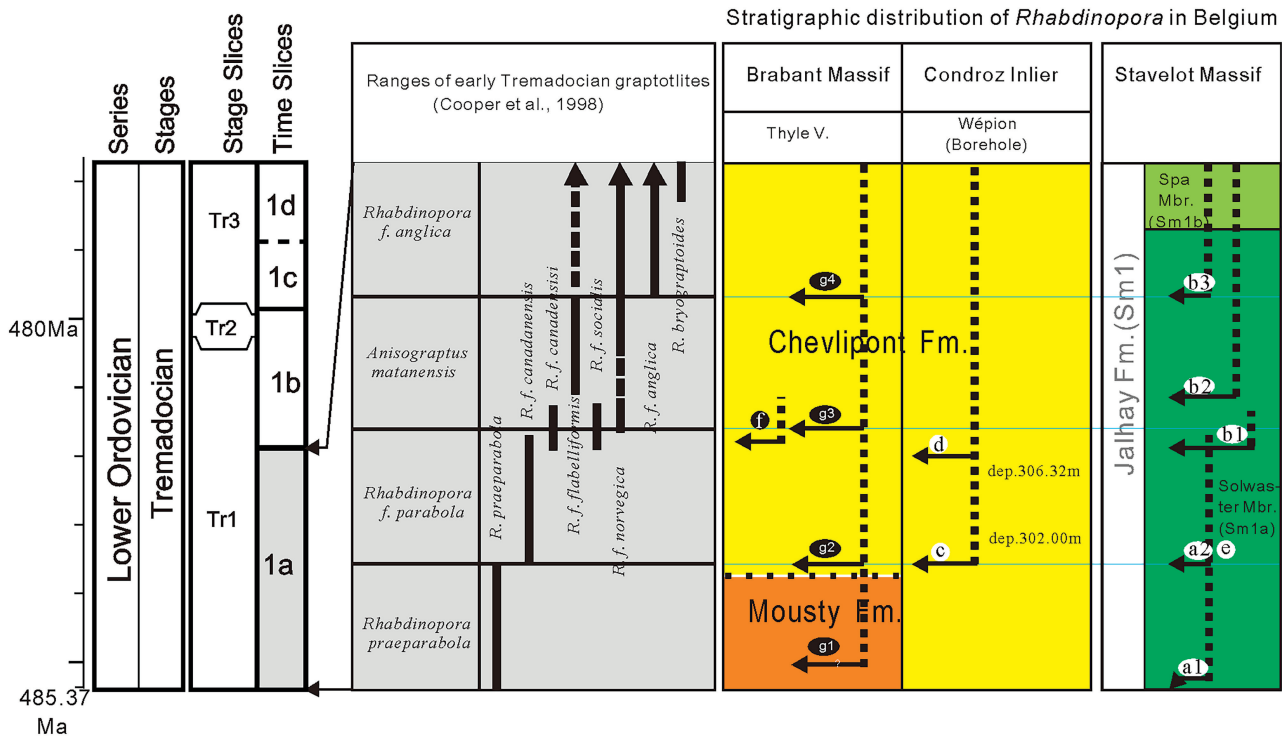 Stratigraphic distribution of Rhabdinopora in Belgium
Series
Stages
Stage Slices
Time Slices
Ranges of early Tremadocian graptotlites
(Cooper et al., 1998)
Brabant Massif
Condroz Inlier
Stavelot Massif
Thyle V.
Wépion
(Borehole)
480Ma
485.37
Ma
Lower Ordovician
Tremadocian
Tr3
Tr2
Tr1
1d
1c
1b
1a
Rhabdinopora
f. anglica
Anisograptus
matanensis
Rhabdinopora
f. parabola
Rhabdinopora
praeparabola
R. praeparabola
R. f. canadanensis
R. f. canadensisi
R. f. flabelliformis
R. f. socialis
R. f. norvegica
R. f. anglica
R. bryograptoides
g4
Chevlipont Fm.
f
g3
g2
Mousty Fm.
g1
?
d
dep.306.32m
dep.302.00m
c
Jalhay Fm.(Sm1)
Spa
Mbr.
(Sm1b)
b3
b2
b1
Solwas-
ter Mbr.
(Sm1a)
a2
e
a1